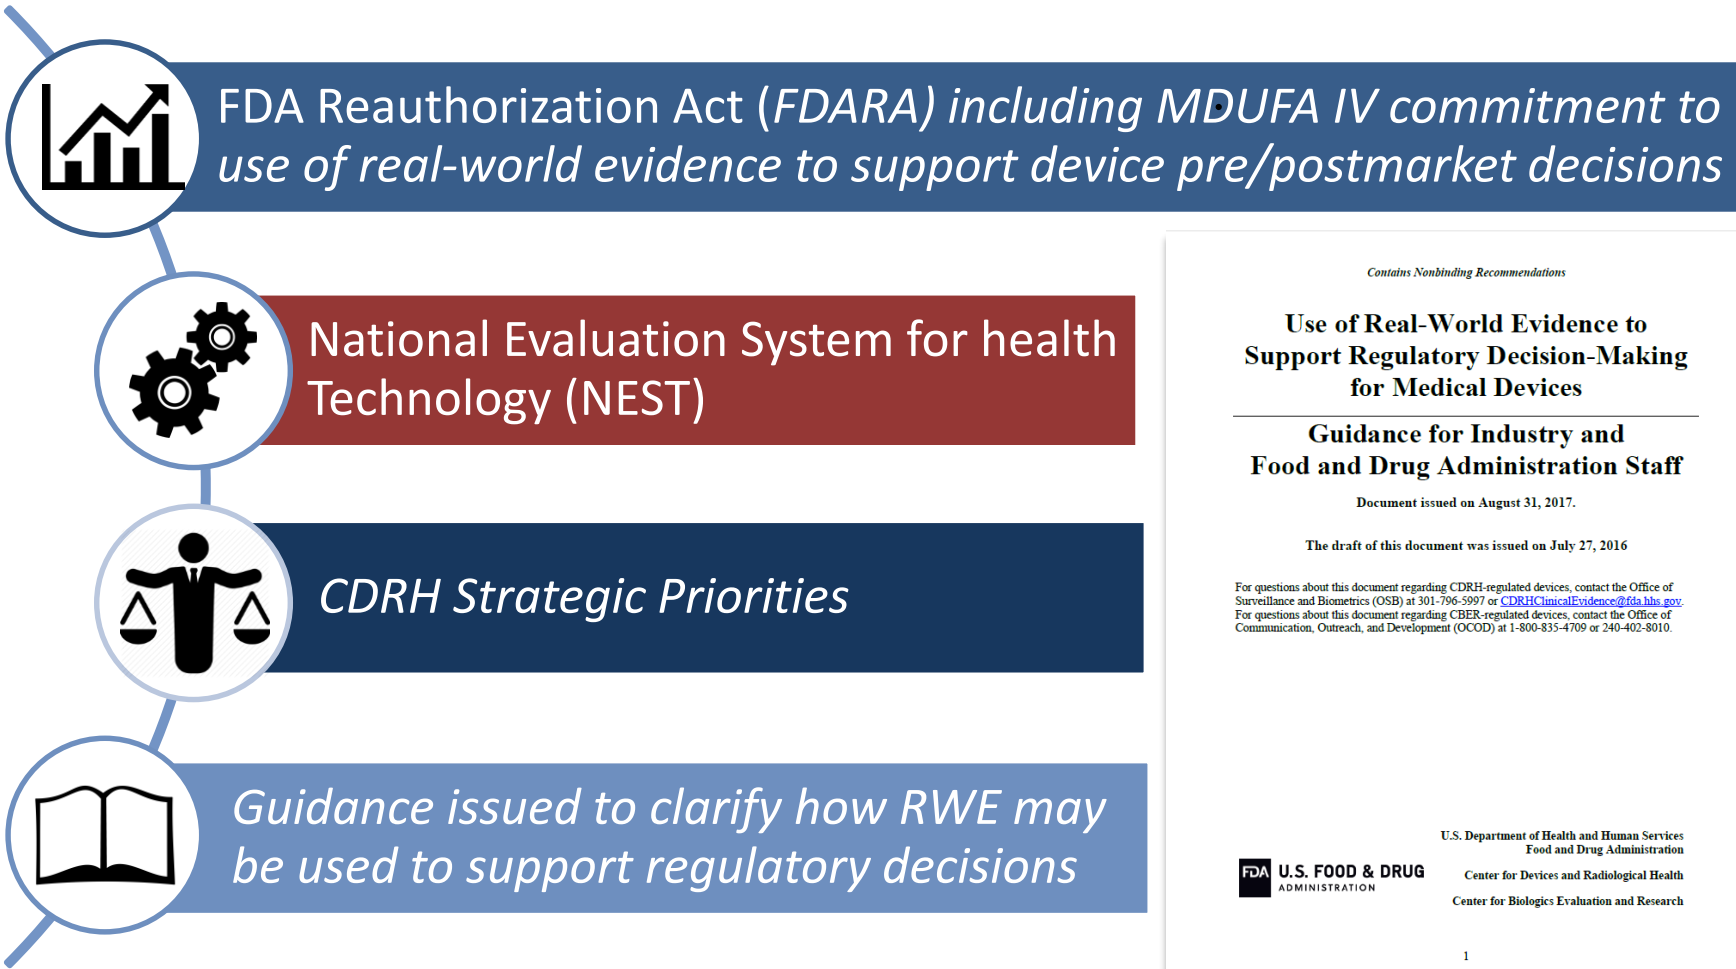 FDA Reauthorization Act (FDARA) including MDUFA IV commitment to
use of real-world evidence to support device pre/postmarket decisions
National Evaluation System for health
Technology (NEST)
CDRH Strategic Priorities
Guidance issued to clarify how RWE may
be used to support regulatory decisions
Contains Nonbinding Recommendations
Use of Real-World Evidence to
Support Regulatory Decision-Making
for Medical Devices
Guidance for Industry and
Food and Drug Administration Staff
Document issued on August 31, 2017.
The draft of this document was issued on July 27, 2016
For questions about this document regarding CDRH-regulated devices, contact the Office of
Surveillance and Biometrics (OSB) at 301-796-5997 or CDRHClinicalEvidence@fda.hhs.gov.
For questions about this document regarding CBER-regulated devices, contact the Office of
Communication, Outreach, and Development (OCOD) at 1-800-835-4709 or 240-402-8010.
U.S. Department of Health and Human Services
Food and Drug Administration
Center for Devices and Radiological Health
Center for Biologics Evaluation and Research
FDA U.S. FOOD & DRUG
ADMINISTRATION
1